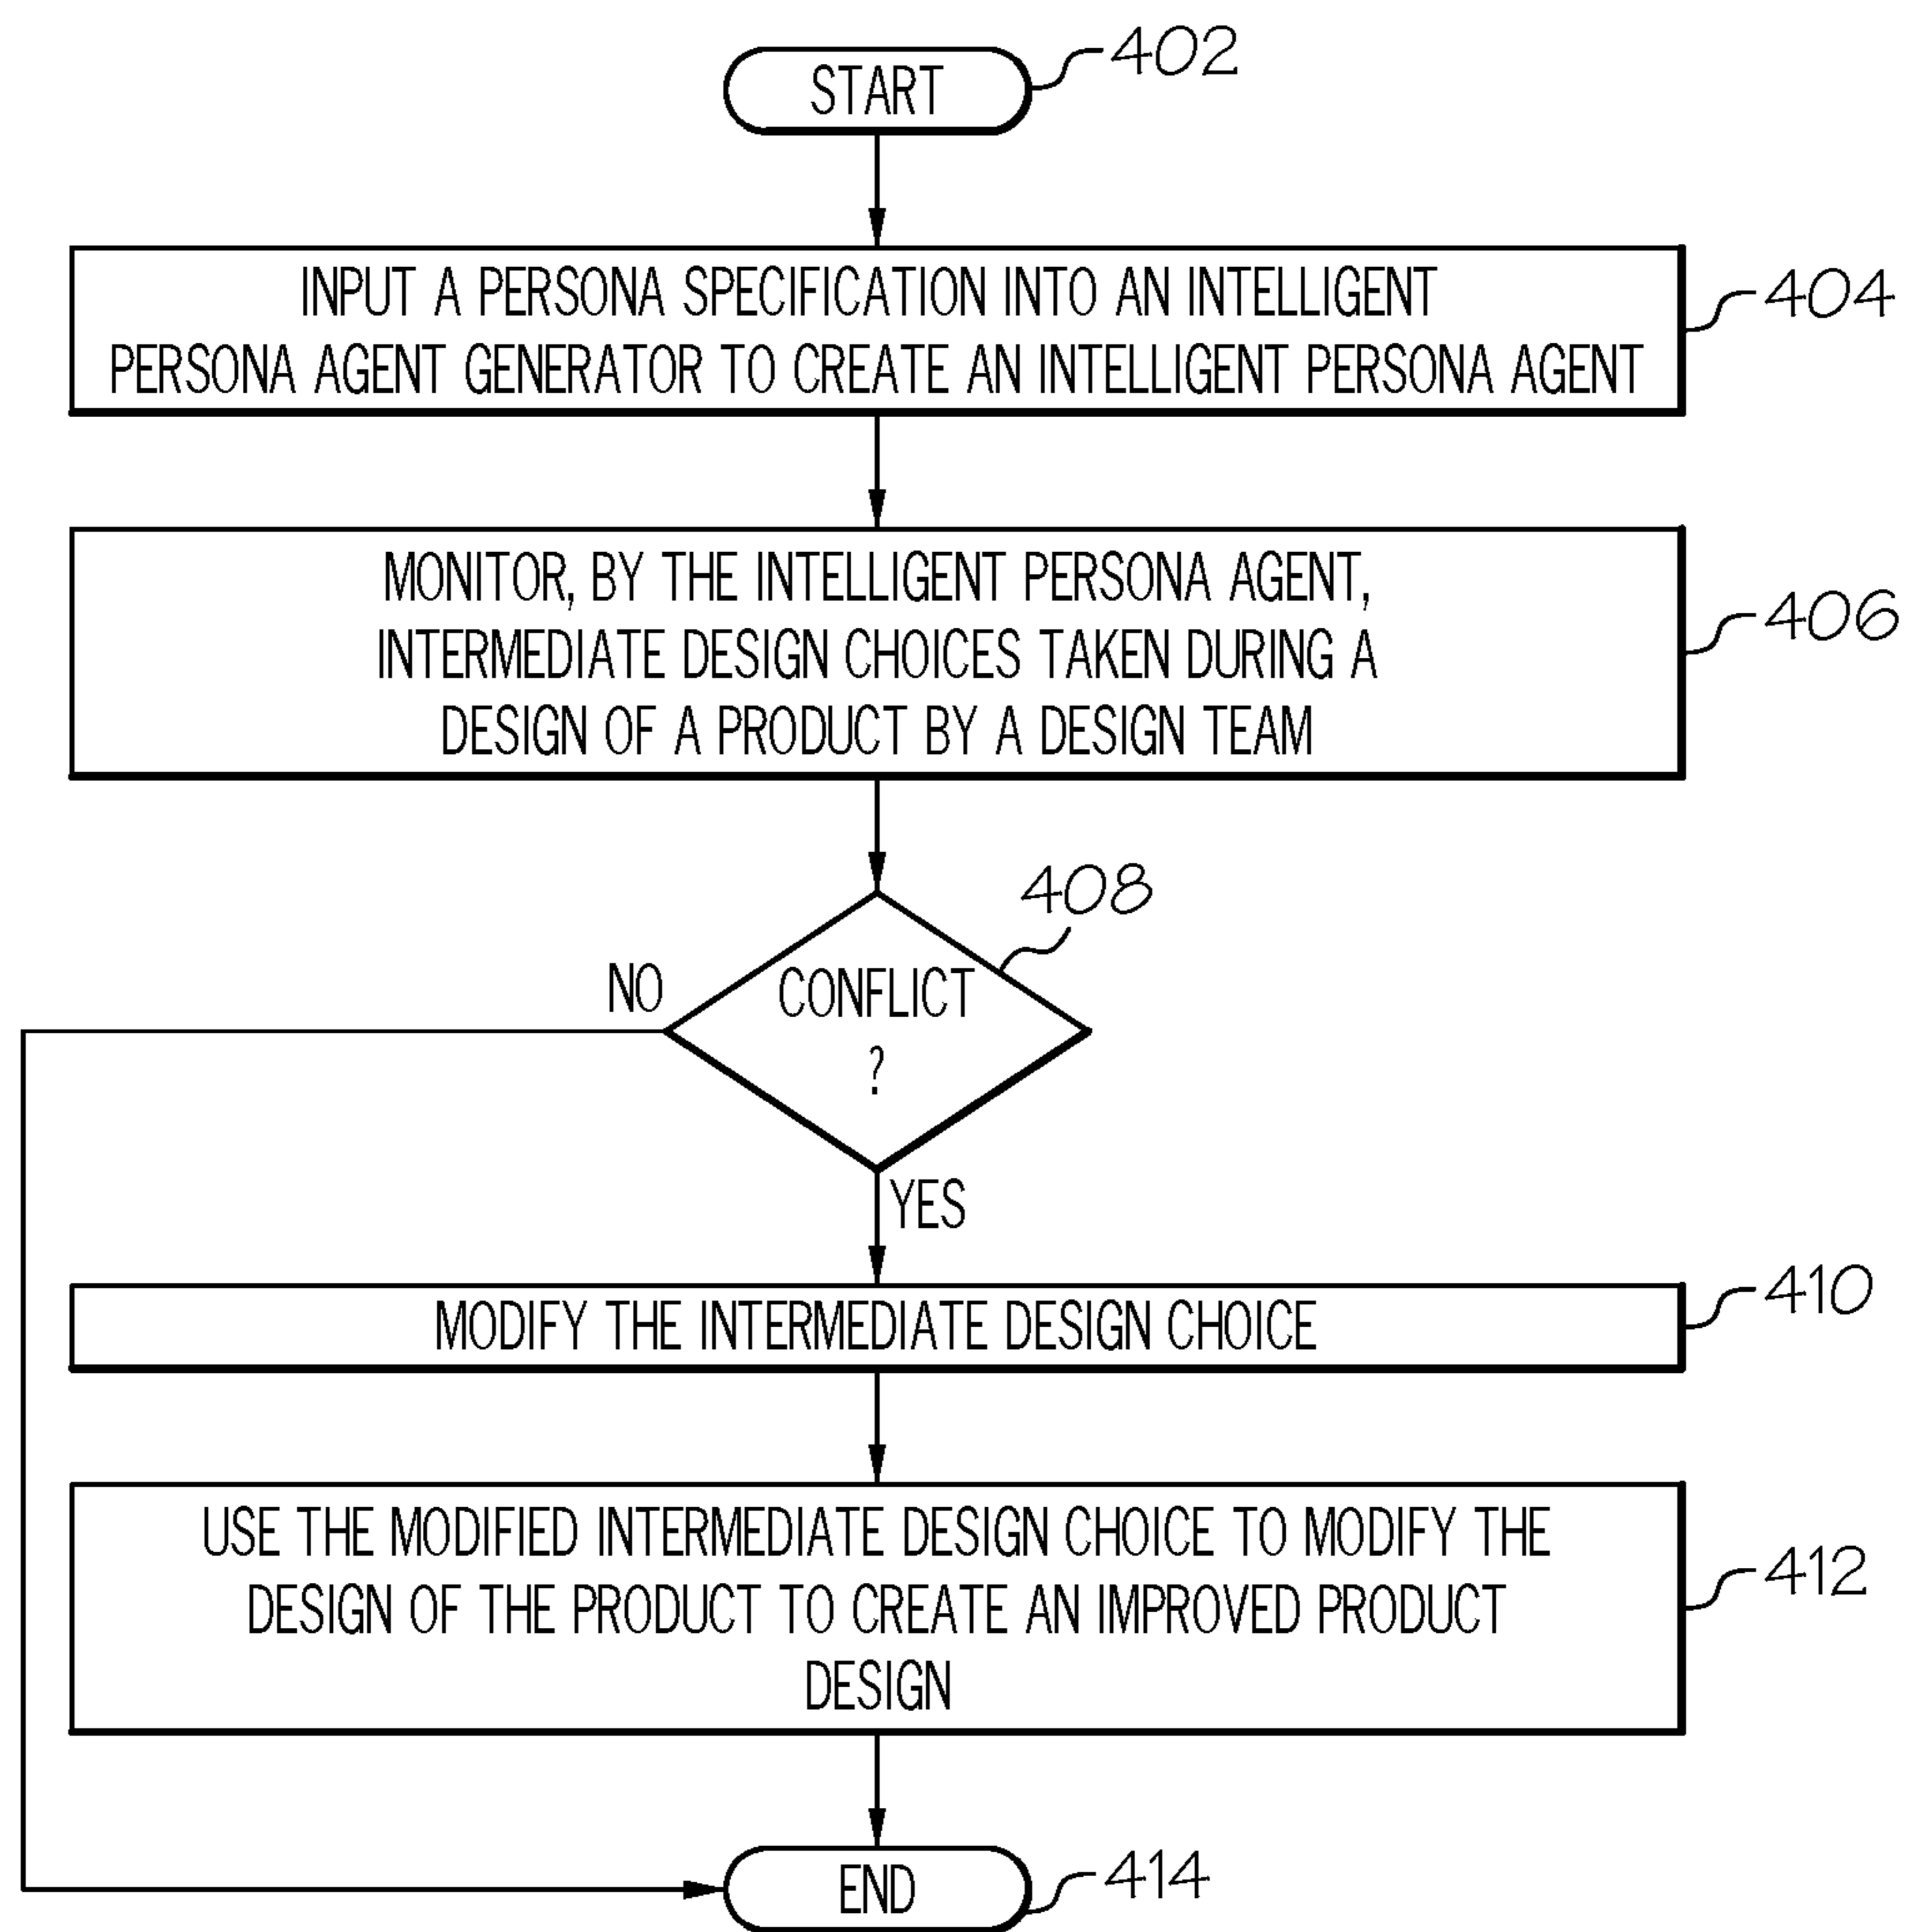 START
402
INPUT A PERSONA SPECIFICATION INTO AN INTELLIGENT
PERSONA AGENT GENERATOR TO CREATE AN INTELLIGENT PERSONA AGENT
404
MONITOR, BY THE INTELLIGENT PERSONA AGENT,
INTERMEDIATE DESIGN CHOICES TAKEN DURING A
DESIGN OF A PRODUCT BY A DESIGN TEAM
406
408
NO
CONFLICT
?
YES
MODIFY THE INTERMEDIATE DESIGN CHOICE
410
USE THE MODIFIED INTERMEDIATE DESIGN CHOICE TO MODIFY THE
DESIGN OF THE PRODUCT TO CREATE AN IMPROVED PRODUCT
DESIGN
412
END
414